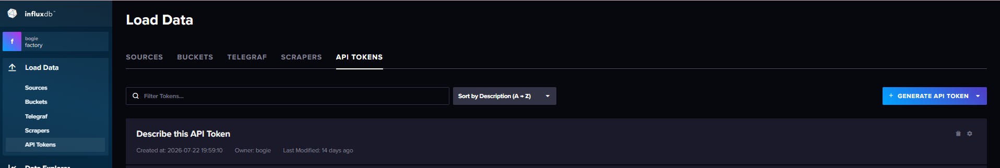 influxdb™
f
bogie
factory
Load Data
Sources
Buckets
Telegraf
Scrapers
API Tokens
Data Explorer
Load Data
SOURCES BUCKETS TELEGRAF SCRAPERS API TOKENS
Filter Tokens...
Sort by Description (A → Z)
+ GENERATE API TOKEN
Describe this API Token
Created at: 2026-07-22 19:59:10 Owner: bogie Last Modified: 14 days ago